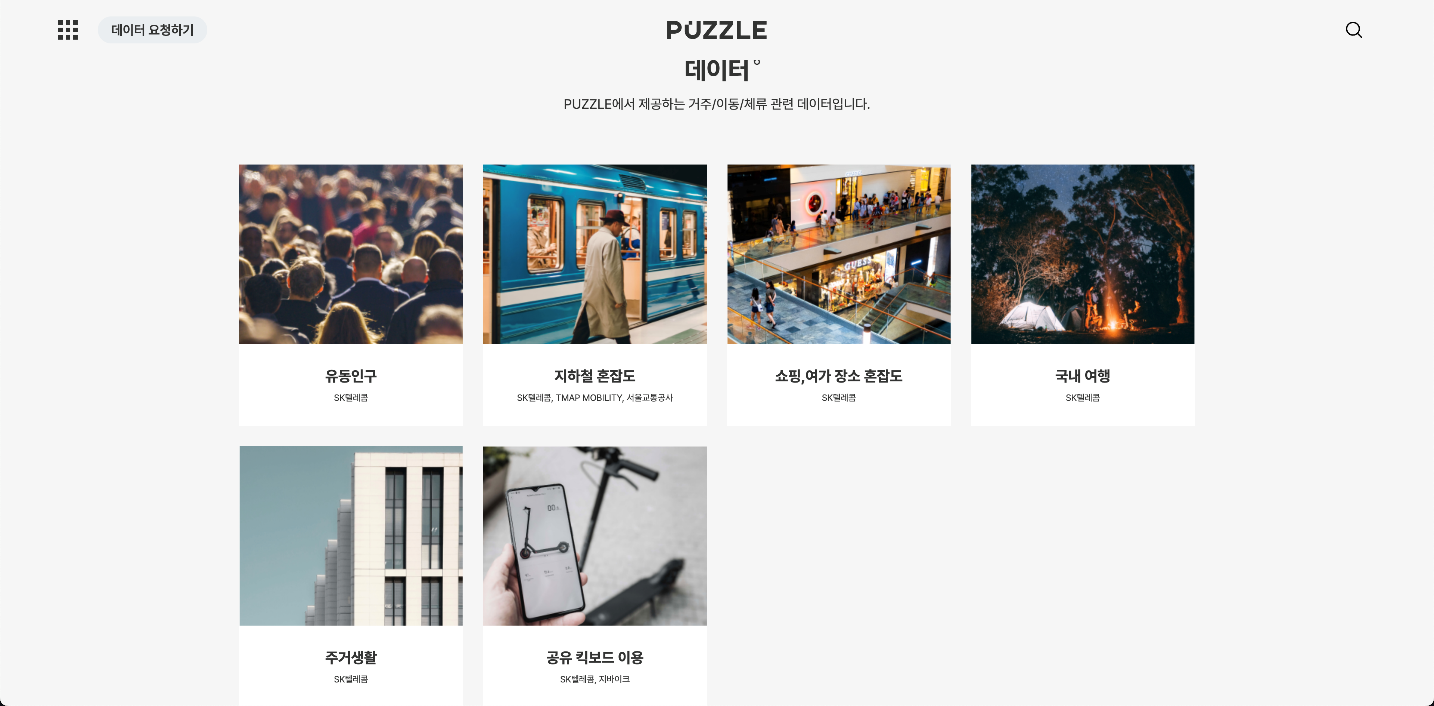 데이터 요청하기
PUZZLE
데이터°
PUZZLE에서 제공하는 거주/이동/체류 관련 데이터입니다.
GUESS
유동인구
SK텔레콤
지하철 혼잡도
SK텔레콤, TMAP MOBILITY, 서울교통공사
쇼핑,여가 장소 혼잡도
SK텔레콤
국내 여행
SK텔레콤
주거생활
SK텔레콤
공유 킥보드 이용
SK텔레콤, 지바이크